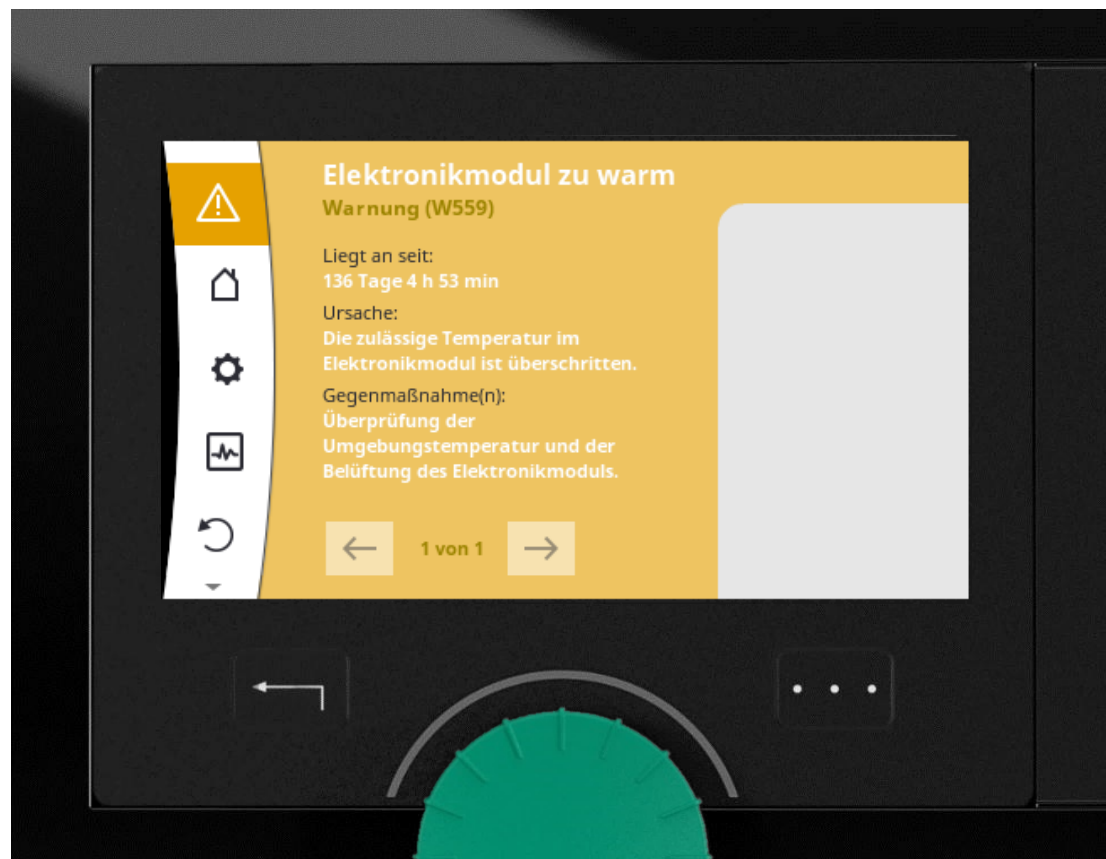 Elektronikmodul zu warm
Warnung (W559)
Liegt an seit:
136 Tage 4 h 53 min
Ursache:
Die zulässige Temperatur im
Elektronikmodul ist überschritten.
Gegenmaßnahme(n):
Überprüfung der
Umgebungstemperatur und der
Belüftung des Elektronikmoduls.
1 von 1